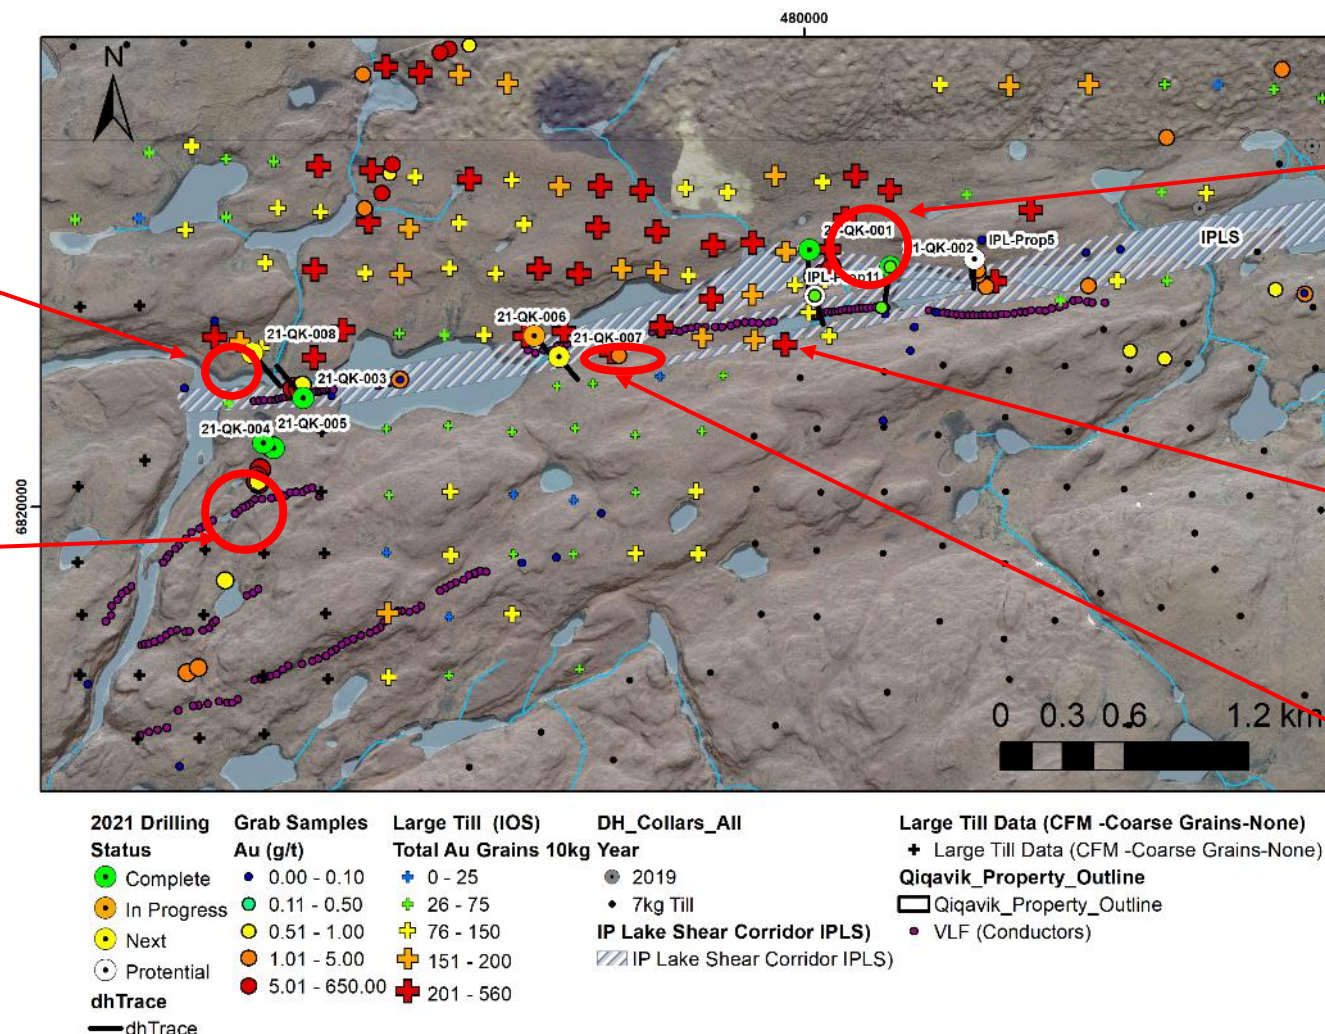 480000
N
6820000
21-QK-001
21-QK-002
IPL-Prop5
IPLS
IPL-Prop11
21-QK-006
21-QK-007
21-QK-008
21-QK-003
21-QK-004
21-QK-005
0 0.3 0.6 1.2 km
2021 Drilling
Status
Complete
In Progress
Next
Protential
dhTrace
dhTrace
Grab Samples
Au (g/t)
0.00 - 0.10
0.11 - 0.50
0.51 - 1.00
1.01 - 5.00
5.01 - 650.00
Large Till (IOS)
Total Au Grains 10kg
0 - 25
26 - 75
76 - 150
151 - 200
201 - 560
DH_Collars_All
Year
2019
7kg Till
IP Lake Shear Corridor IPLS)
IP Lake Shear Corridor IPLS)
Large Till Data (CFM -Coarse Grains-None)
Large Till Data (CFM -Coarse Grains-None)
Qiqavik_Property_Outline
Qiqavik_Property_Outline
VLF (Conductors)